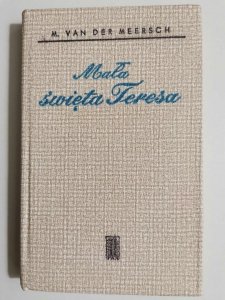 M. VAN DER MEERSCH
Mała
święta Teresa